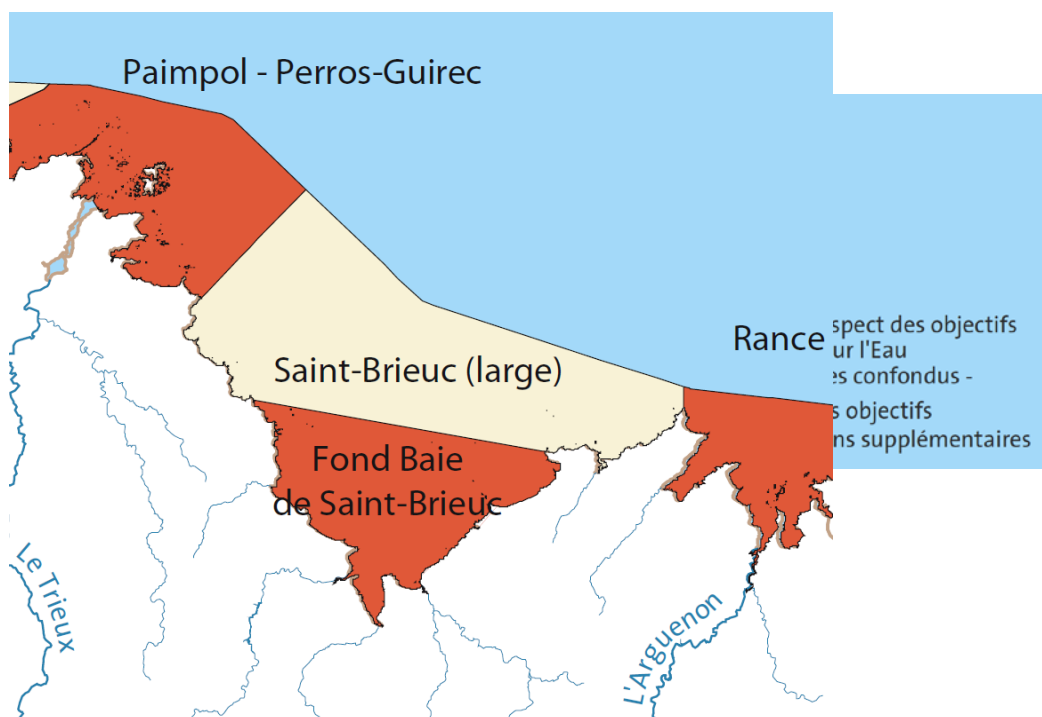 Paimpol - Perros-Guirec
Saint-Brieuc (large)
Rance
spect des objectifs
ur l'Eau
es confondus -
s objectifs
ns supplémentaires
Fond Baie
de Saint-Brieuc
Le Trieux
L'Arguenon